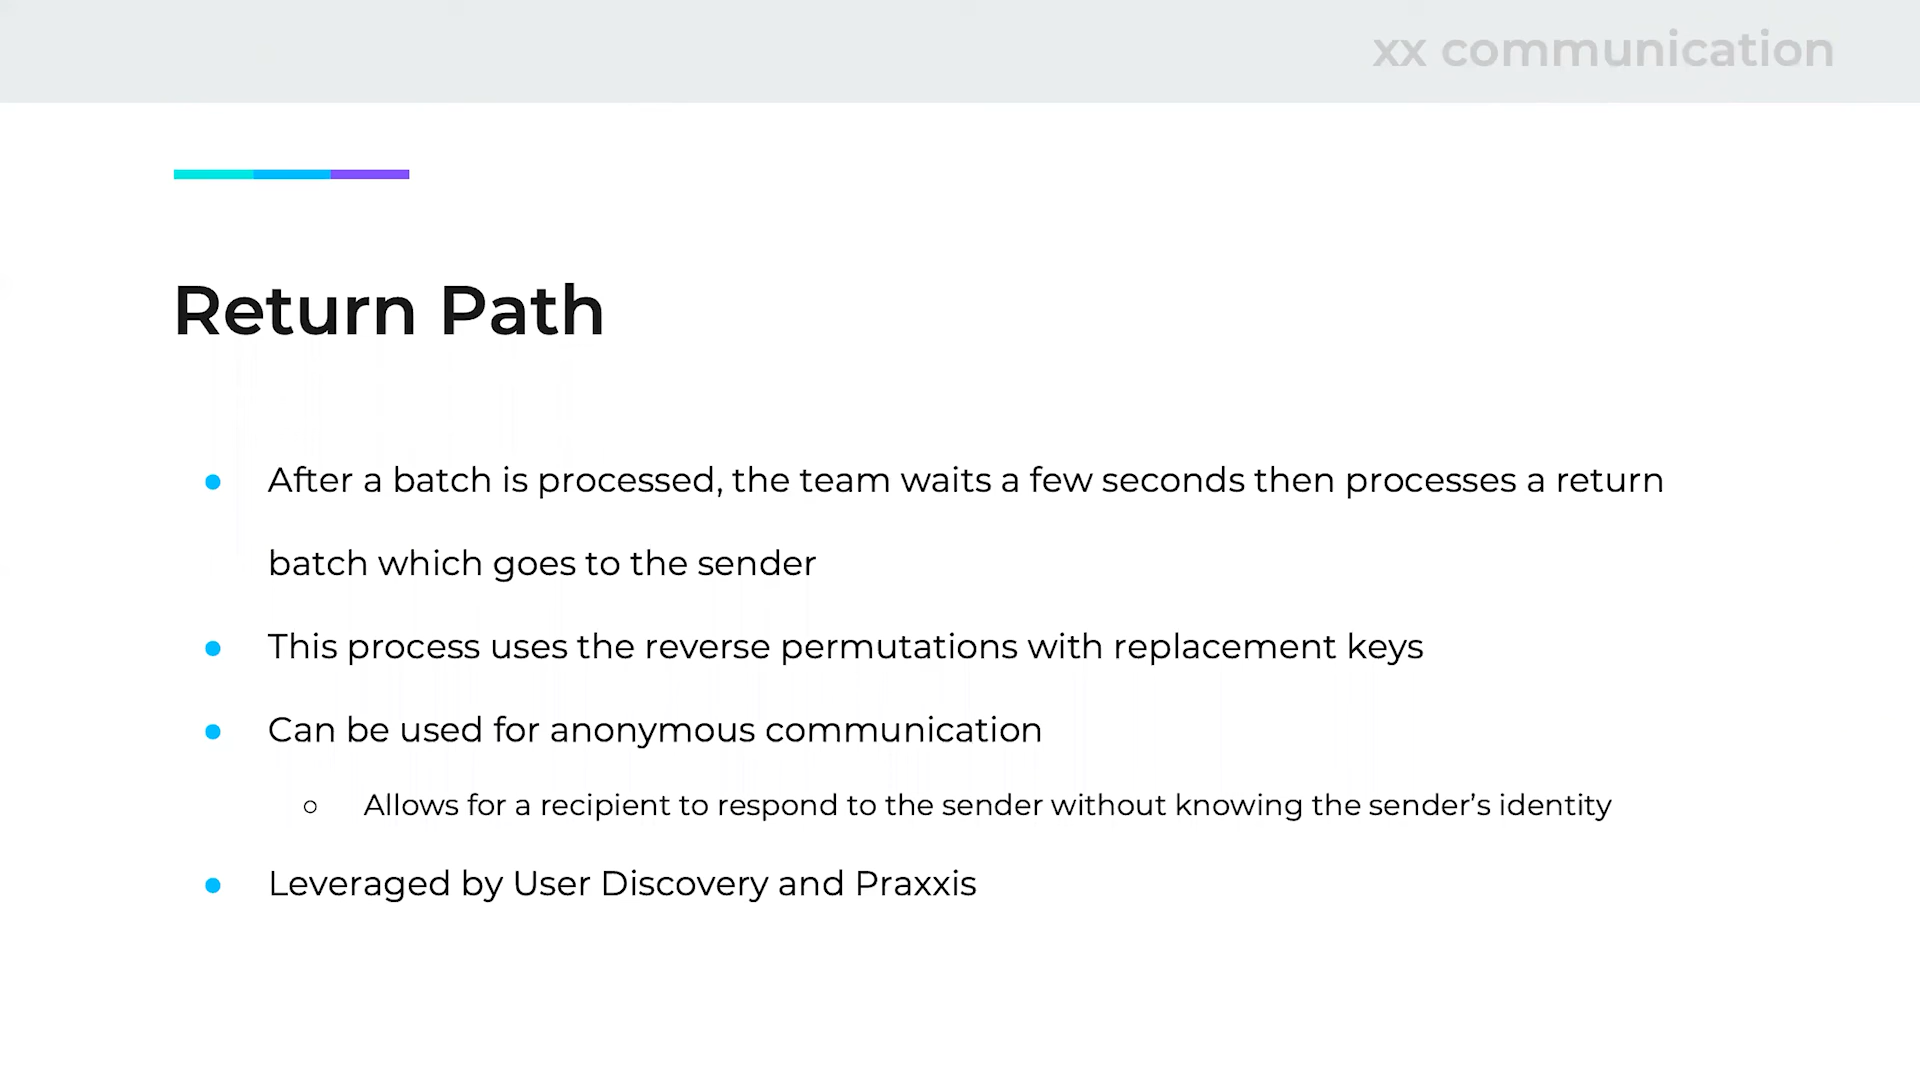 xx communication
Return Path
● After a batch is processed, the team waits a few seconds then processes a return
batch which goes to the sender
● This process uses the reverse permutations with replacement keys
● Can be used for anonymous communication
○ Allows for a recipient to respond to the sender without knowing the sender’s identity
● Leveraged by User Discovery and Praxxis